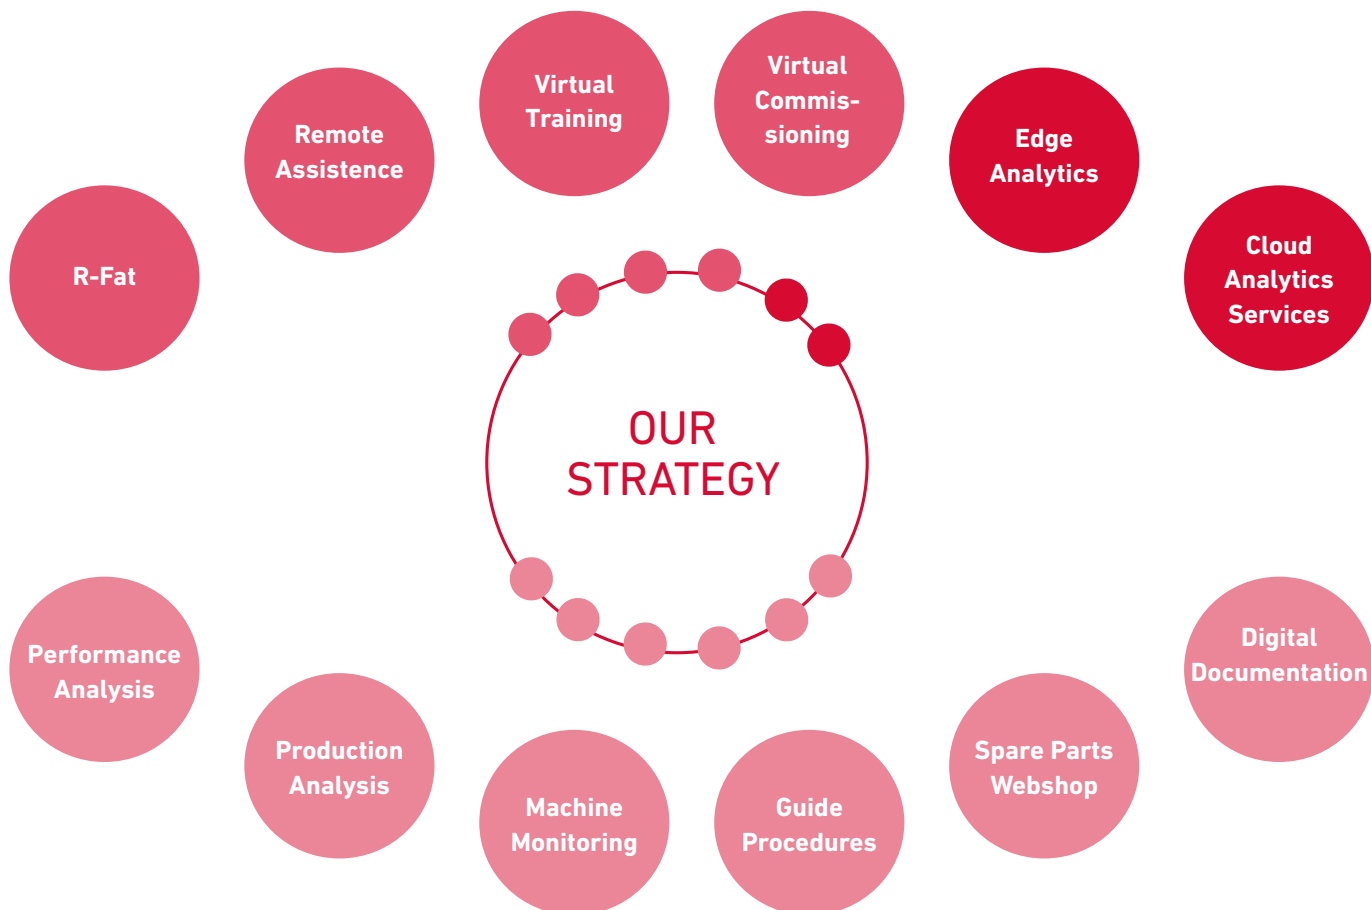 Virtual
Training
Virtual
Commis-
sioning
Remote
Assistence
Edge
Analytics
R-Fat
Cloud
Analytics
Services
OUR
STRATEGY
Performance
Analysis
Digital
Documentation
Production
Analysis
Spare Parts
Webshop
Machine
Monitoring
Guide
Procedures